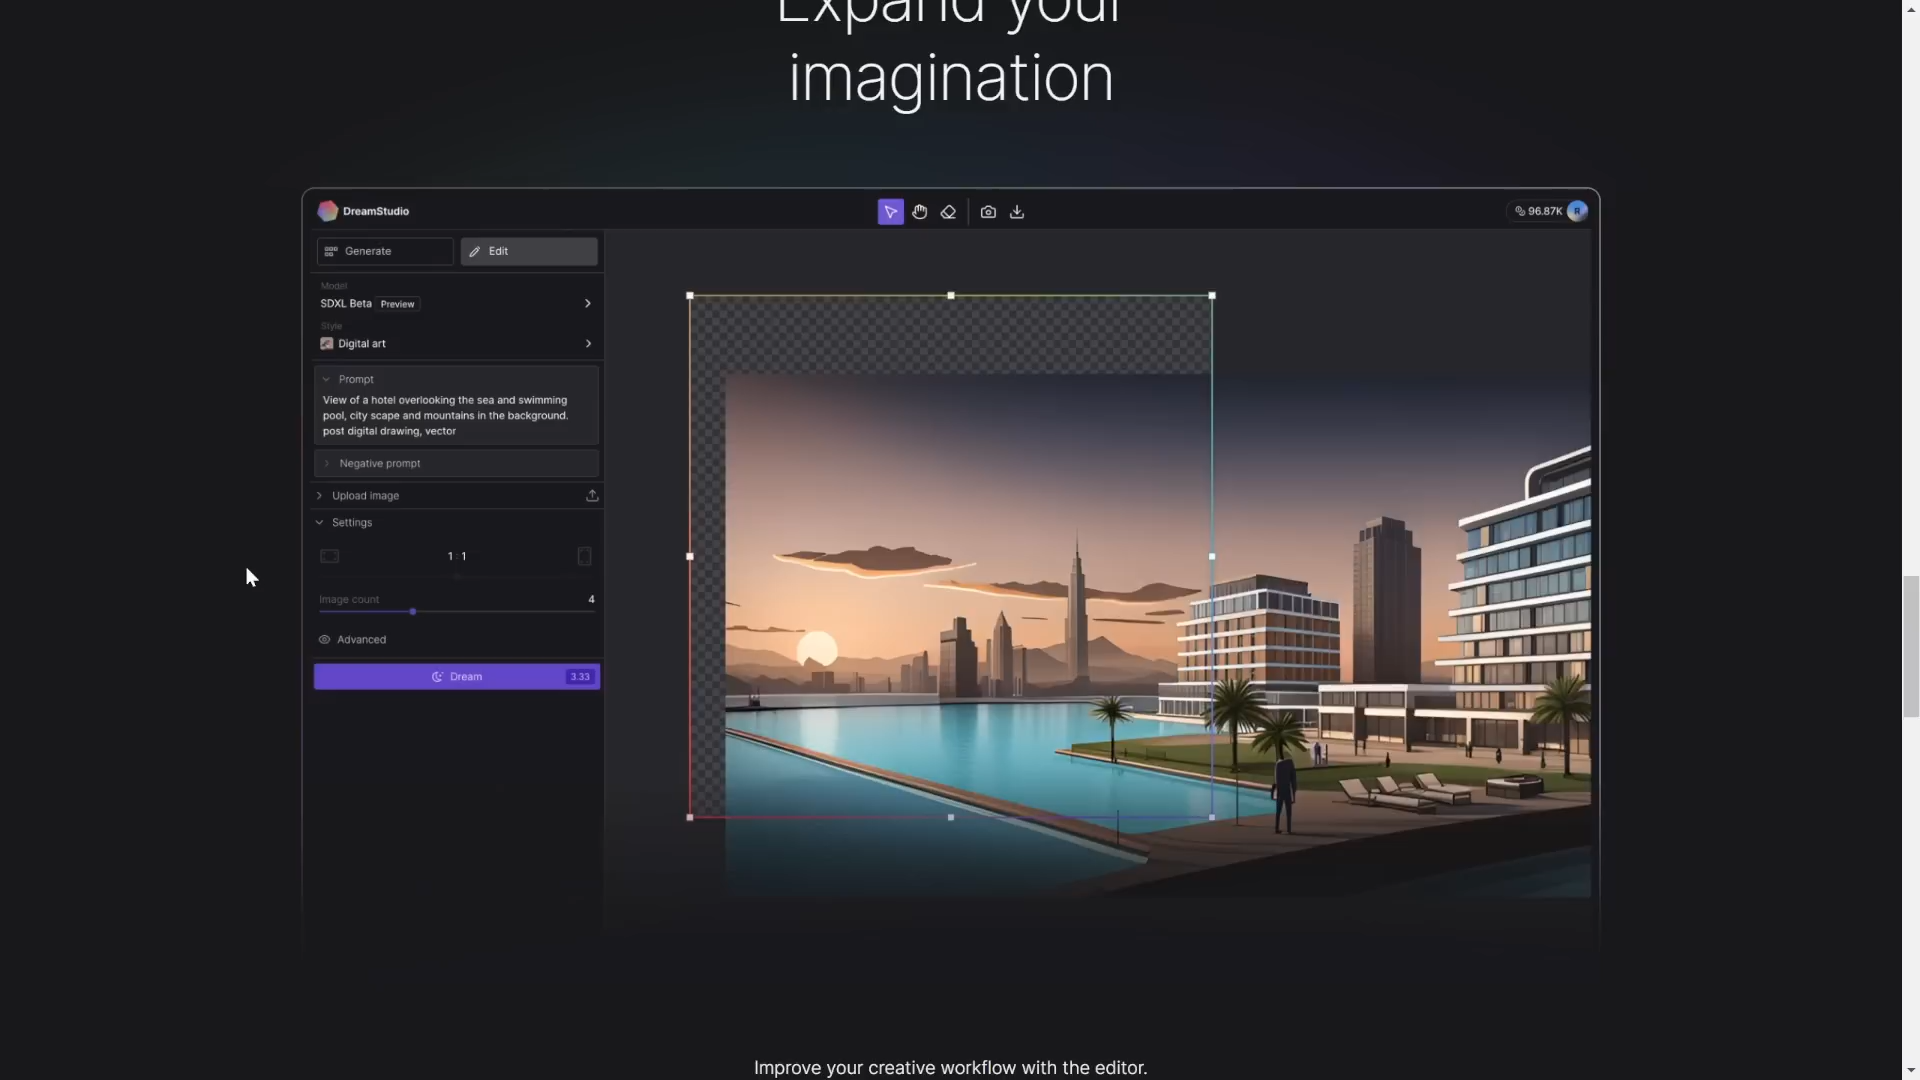 Expand your
imagination
DreamStudio
96.87K
R
Generate
Edit
Model
SDXL Beta Preview
Style
Digital art
Prompt
View of a hotel overlooking the sea and swimming
pool, city scape and mountains in the background.
post digital drawing, vector
Negative prompt
Upload image
Settings
1 : 1
Image count 4
Advanced
Dream 3.33
Improve your creative workflow with the editor.